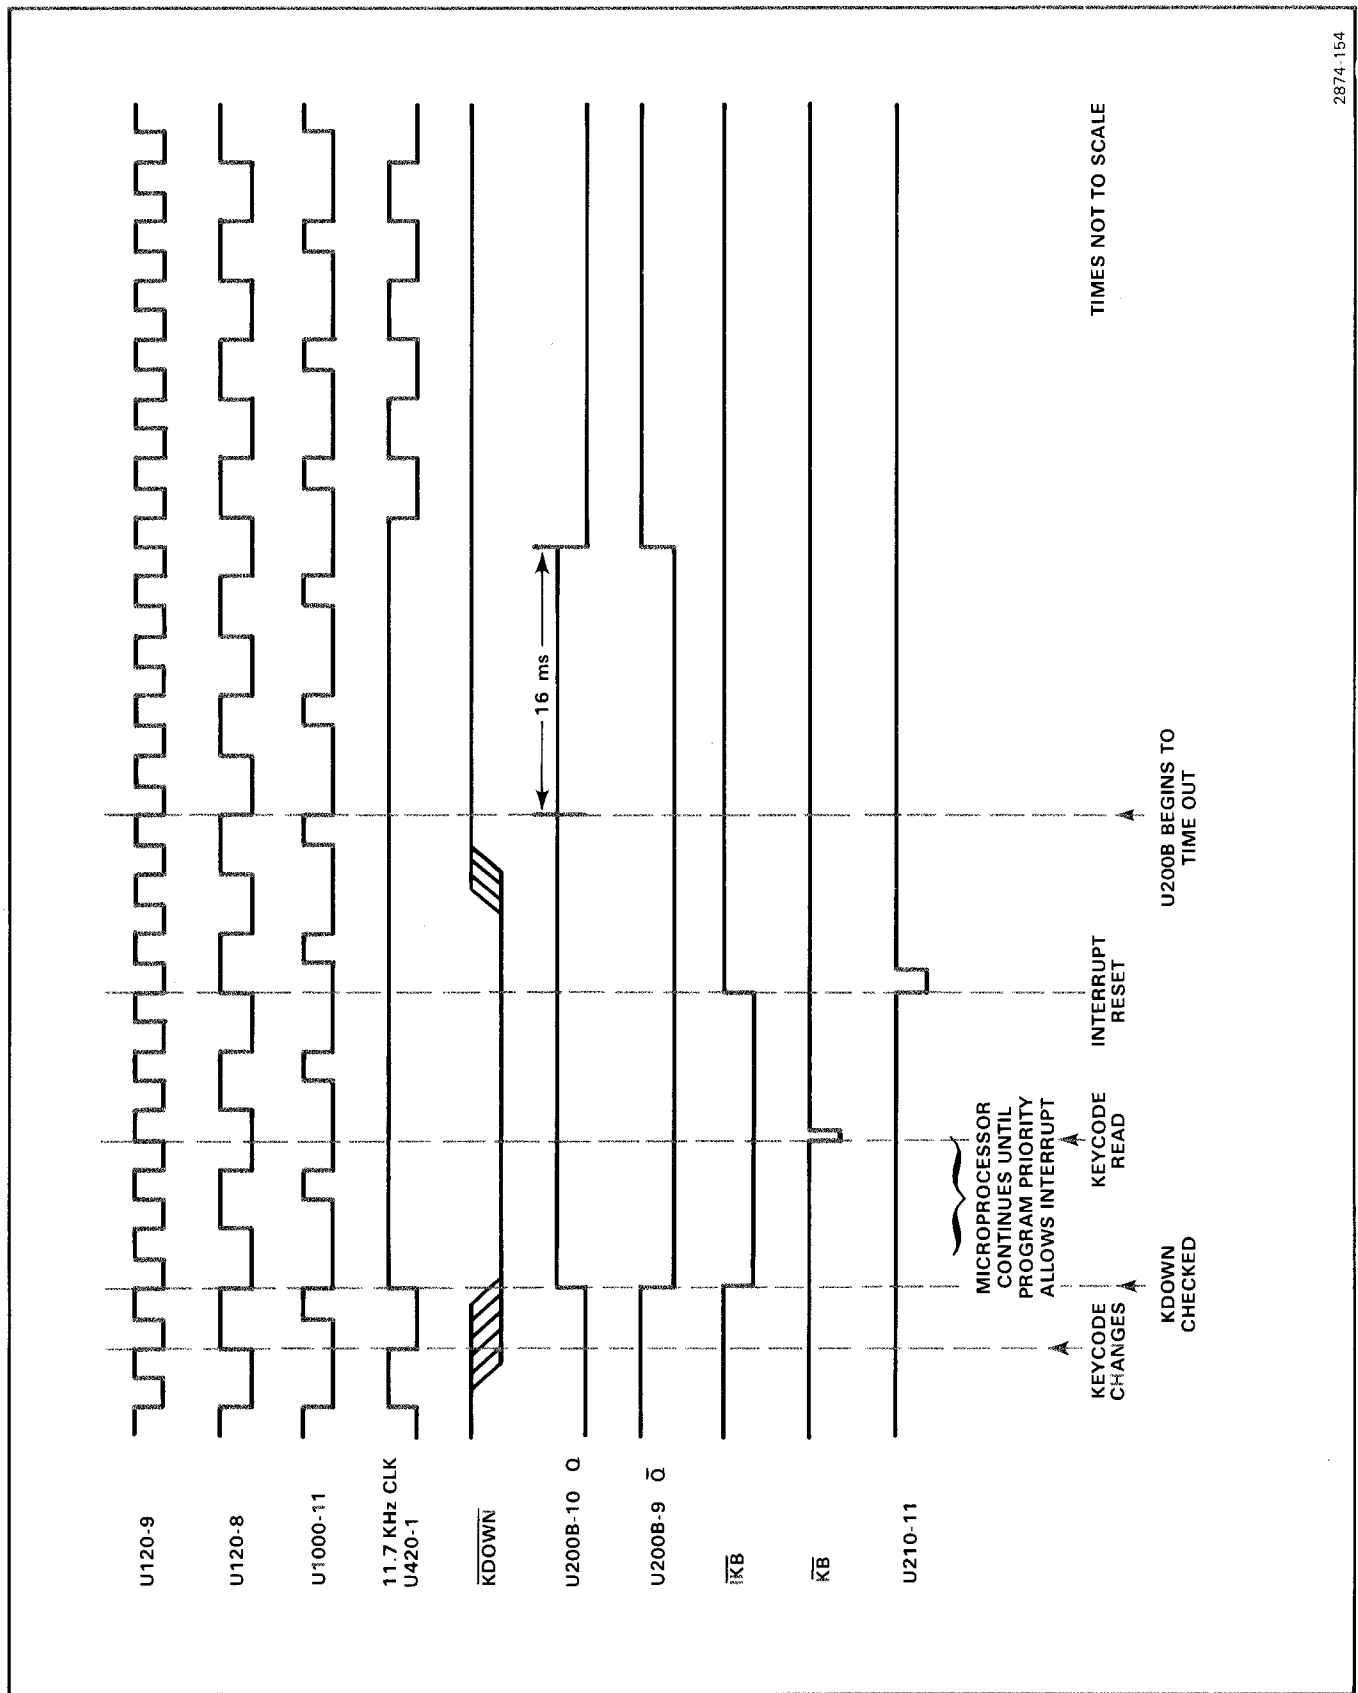 U120-9
U120-8
U1000-11
11.7 KHz CLK
U420-1
KDOWN
U200B-10 Q
16 ms
U200B-9 Q̅
IKB
KB
U210-11
MICROPROCESSOR
CONTINUES UNTIL
PROGRAM PRIORITY
ALLOWS INTERRUPT
KEYCODE
CHANGES
KDOWN
CHECKED
KEYCODE
READ
INTERRUPT
RESET
U200B BEGINS TO
TIME OUT
TIMES NOT TO SCALE
2874-154